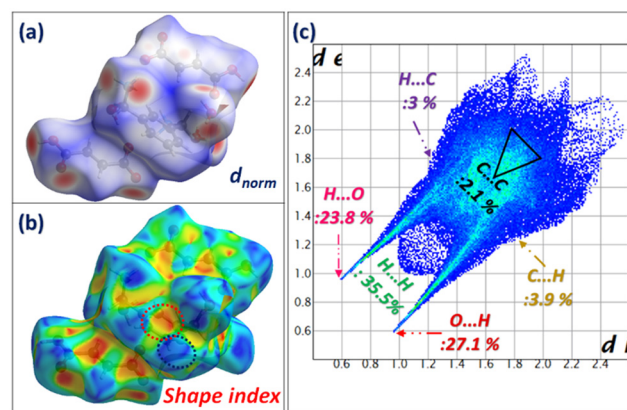 (a)
d norm
(b)
Shape index
(c)
d e
2.4
2.2
2.0
1.8
1.6
1.4
1.2
1.0
0.8
0.6
H...C
:3 %
C...C
:2.1 %
H...O
:23.8 %
H...H
:35.5%
C...H
:3.9 %
O...H
:27.1 %
0.6 0.8 1.0 1.2 1.4 1.6 1.8 2.0 2.2 2.4
d i